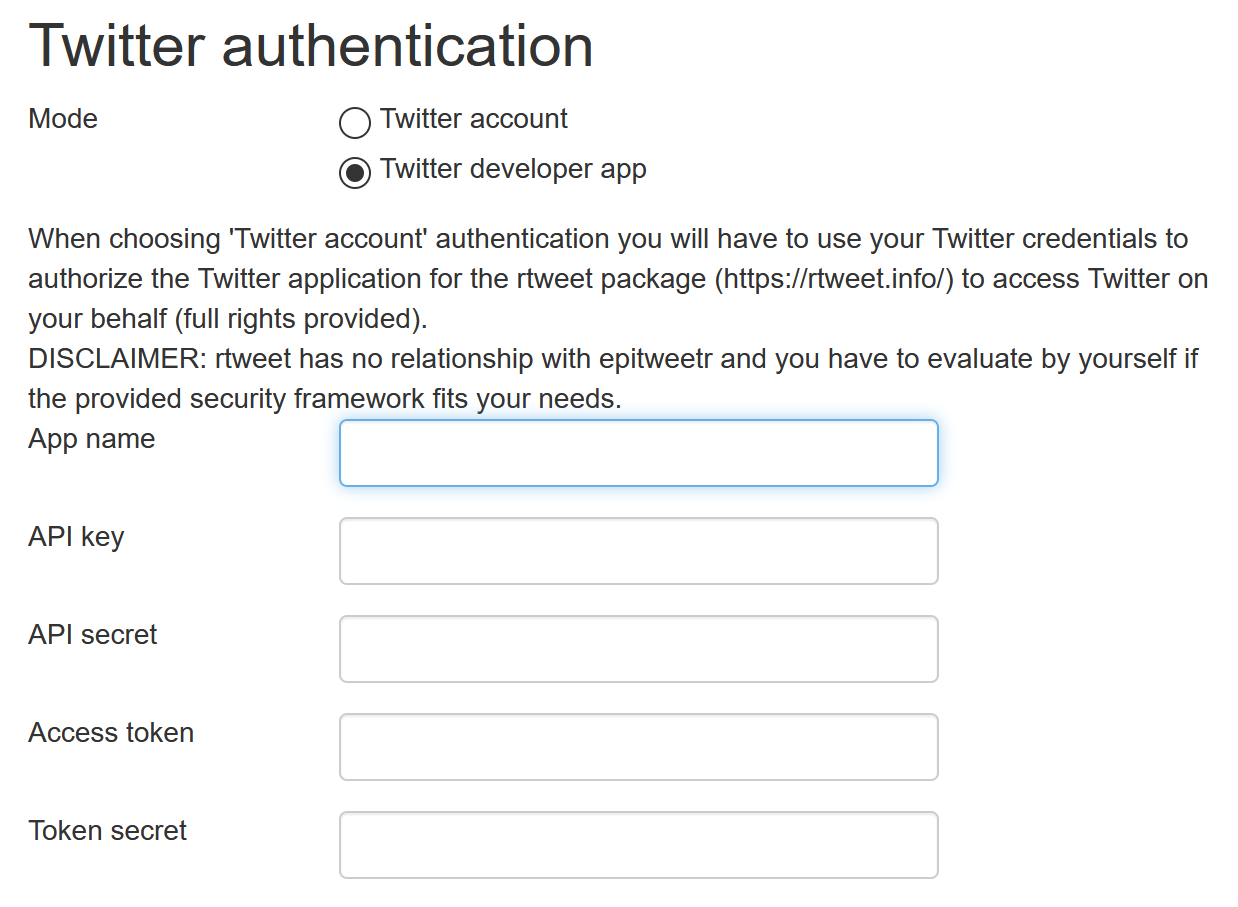 Twitter authentication
Mode
Twitter account
Twitter developer app
When choosing 'Twitter account' authentication you will have to use your Twitter credentials to
authorize the Twitter application for the rtweet package (https://rtweet.info/) to access Twitter on
your behalf (full rights provided).
DISCLAIMER: rtweet has no relationship with epitweetr and you have to evaluate by yourself if
the provided security framework fits your needs.
App name
API key
API secret
Access token
Token secret